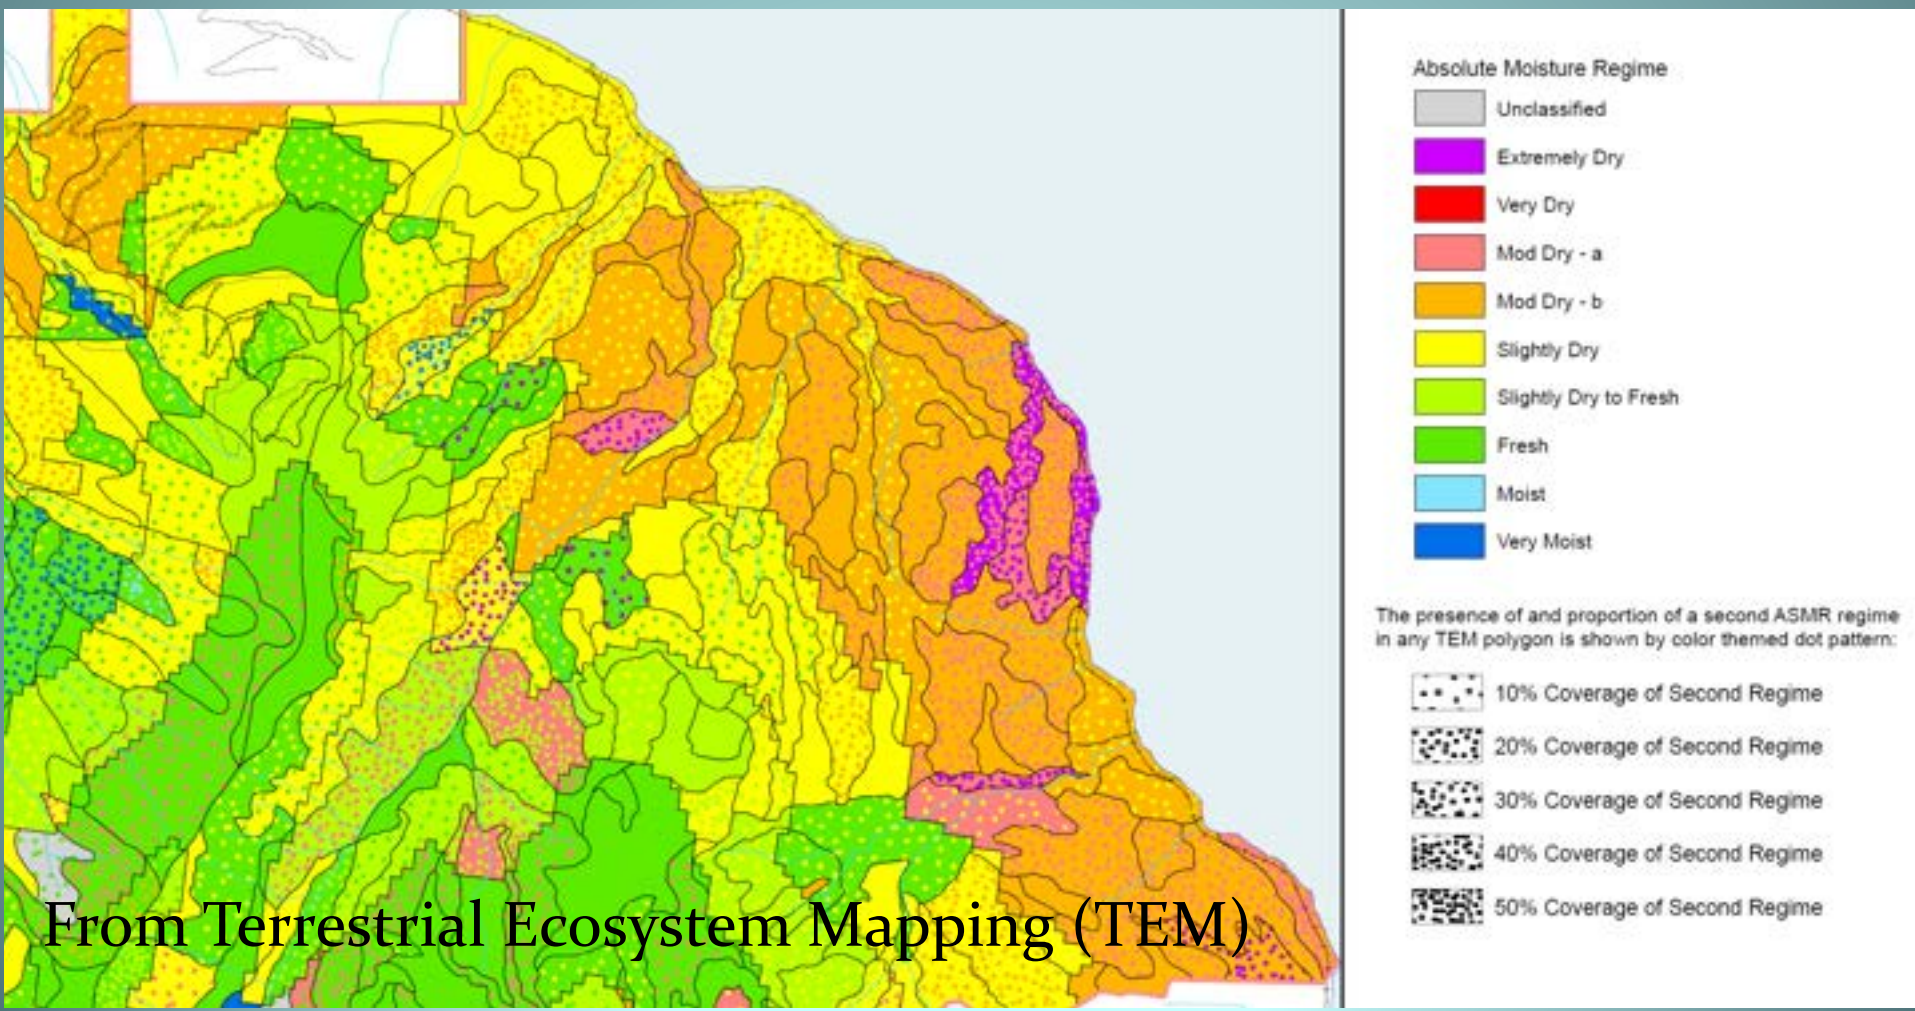 Absolute Moisture Regime
Unclassified
Extremely Dry
Very Dry
Mod Dry - a
Mod Dry - b
Slightly Dry
Slightly Dry to Fresh
Fresh
Moist
Very Moist
The presence of and proportion of a second ASMR regime
in any TEM polygon is shown by color themed dot pattern:
10% Coverage of Second Regime
20% Coverage of Second Regime
30% Coverage of Second Regime
40% Coverage of Second Regime
50% Coverage of Second Regime
From Terrestrial Ecosystem Mapping (TEM)